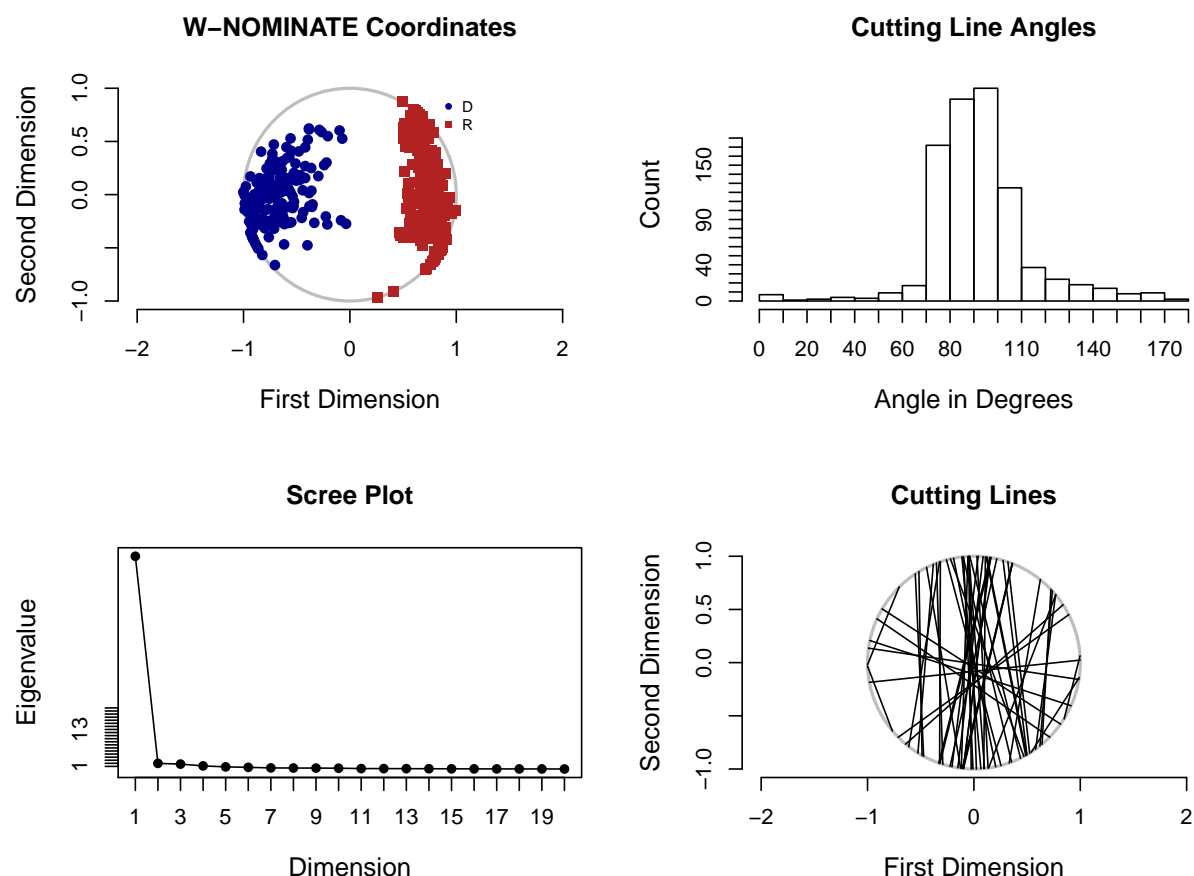 W−NOMINATE Coordinates
Second Dimension
−1.0 0.0 0.5 1.0
D
R
−2 −1 0 1 2
First Dimension
Cutting Line Angles
Count
0 40 90 150
0 20 40 60 80 110 140 170
Angle in Degrees
Scree Plot
Eigenvalue
1 13
1 3 5 7 9 11 13 15 17 19
Dimension
Cutting Lines
Second Dimension
−1.0 0.0 0.5 1.0
−2 −1 0 1 2
First Dimension